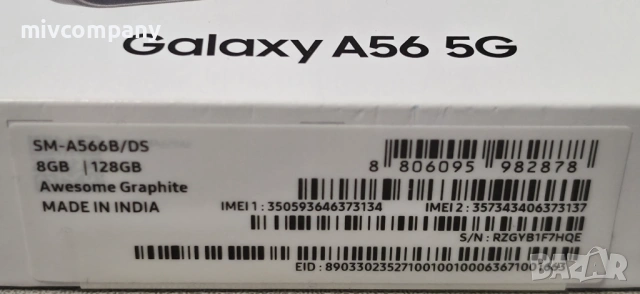 mivcompany
Galaxy A56 5G
SM-A566B/DS
8GB | 128GB
Awesome Graphite
MADE IN INDIA
8 806095 982878
IMEI 1 : 350593646373134 IMEI 2 : 357343406373137
S/N : RZGYB1F7HQE
EID :
BAZAR